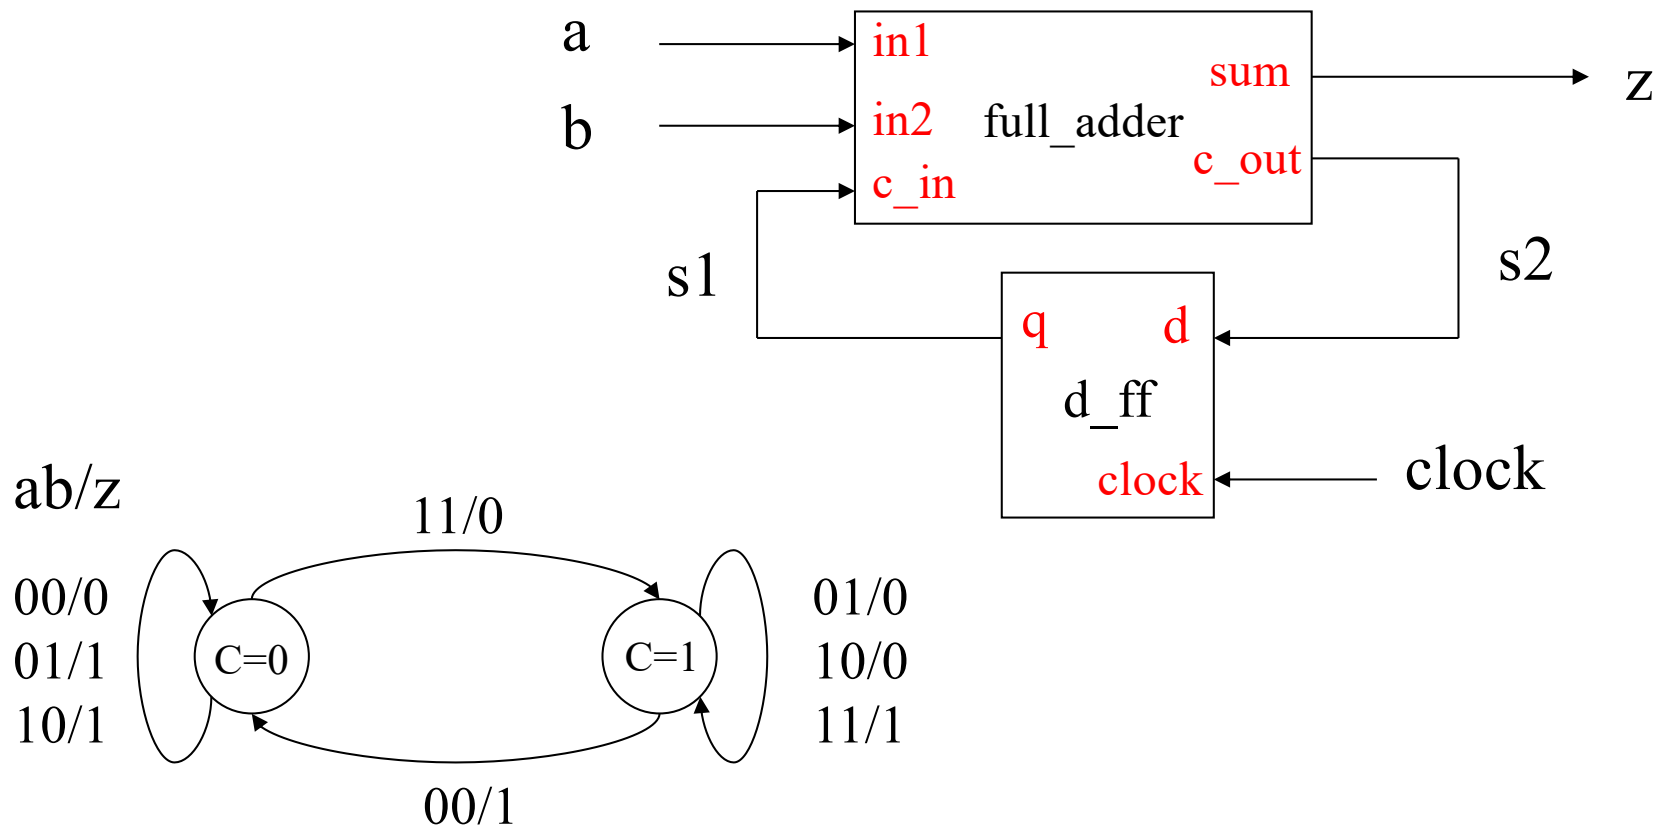 a
in1
sum
z
b
in2
full_adder
c_out
c_in
s1
s2
q
d
d_ff
clock
clock
ab/z
11/0
00/0
01/1
10/1
C=0
C=1
01/0
10/0
11/1
00/1